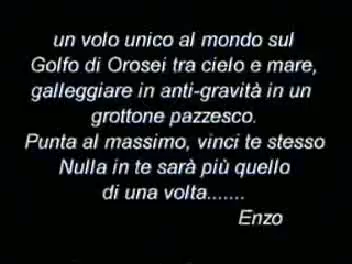 un volo unico al mondo sul
Golfo di Orosei tra cielo e mare,
galleggiare in anti-gravità in un
grottone pazzesco.
Punta al massimo, vinci te stesso
Nulla in te sarà più quello
di una volta.......
Enzo